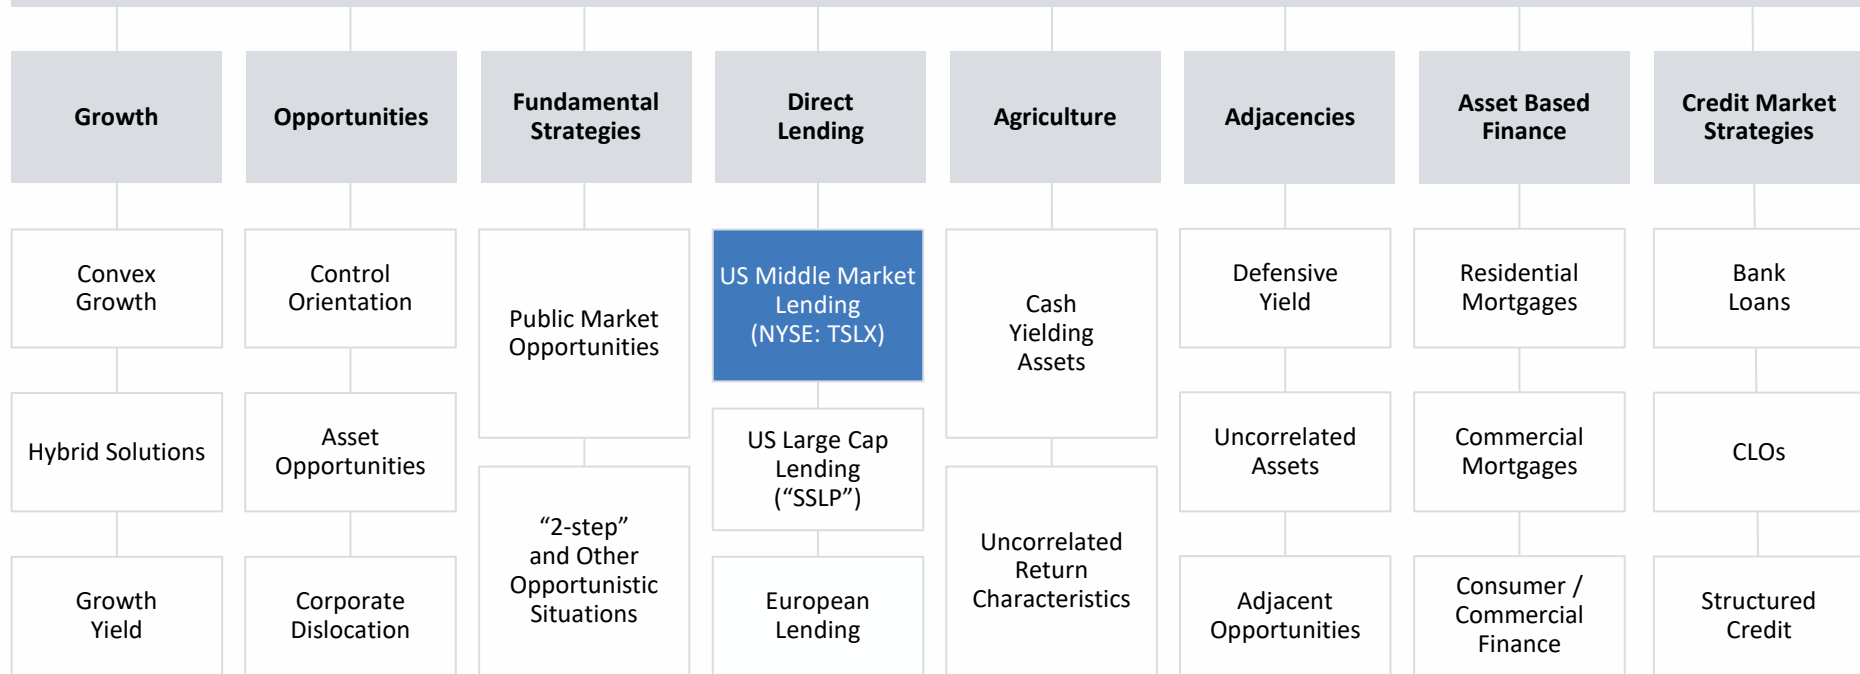 Growth
Convex
Growth
Hybrid Solutions
Growth
Yield
Opportunities
Control
Orientation
Asset
Opportunities
Corporate
Dislocation
Fundamental
Strategies
Public Market
Opportunities
“2-step”
and Other
Opportunistic
Situations
Direct
Lending
US Middle Market
Lending
(NYSE: TSLX)
US Large Cap
Lending
(“SSLP”)
European
Lending
Agriculture
Cash
Yielding
Assets
Uncorrelated
Return
Characteristics
Adjacencies
Defensive
Yield
Uncorrelated
Assets
Adjacent
Opportunities
Asset Based
Finance
Residential
Mortgages
Commercial
Mortgages
Consumer /
Commercial
Finance
Credit Market
Strategies
Bank
Loans
CLOs
Structured
Credit